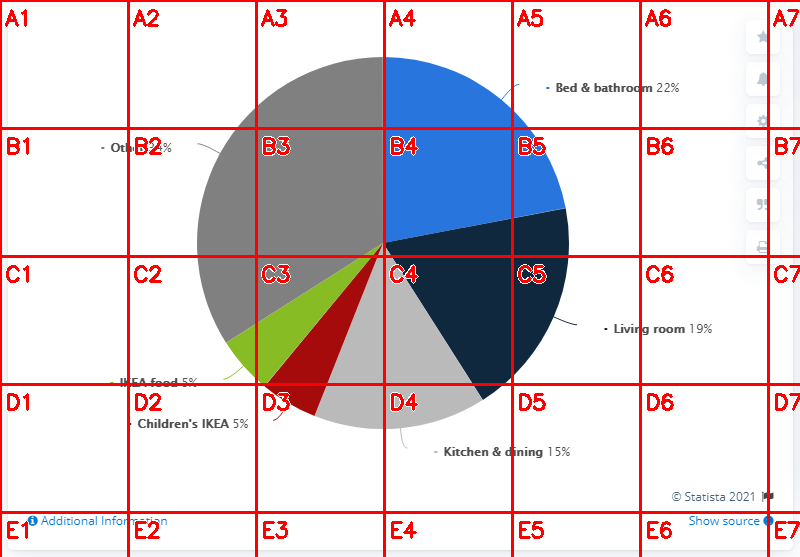 A1 A2 A3 A4 A5 A6 A7
Bed & bathroom 22%
B1 B2 B3 B4 B5 B6 B7
Other 34%
C1 C2 C3 C4 C5 C6 C7
Living room 19%
IKEA food 5%
D1 D2 D3 D4 D5 D6 D7
Children's IKEA 5%
Kitchen & dining 15%
© Statista 2021
Additional Information
Show source
E1 E2 E3 E4 E5 E6 E7